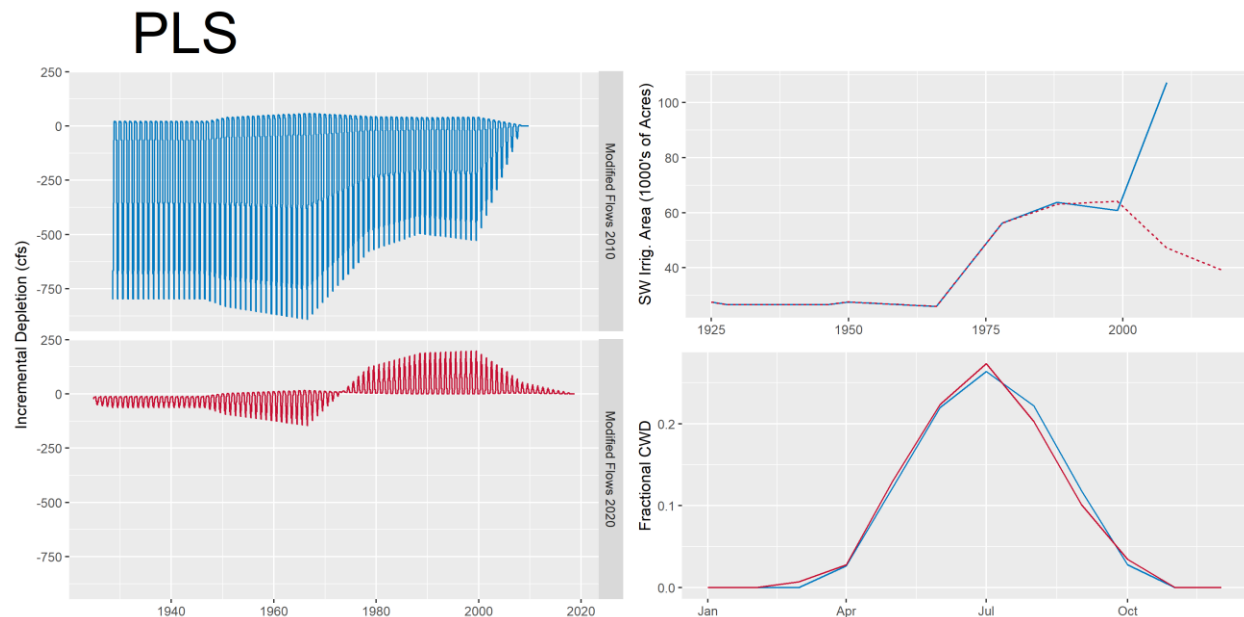 PLS
Incremental Depletion (cfs)
250
0
-250
-500
-750
Modified Flows 2010
250
0
-250
-500
-750
Modified Flows 2020
1940
1960
1980
2000
2020
SW Irrig. Area (1000's of Acres)
100
80
60
40
1925
1950
1975
2000
Fractional CWD
0.2
0.1
0.0
Jan
Apr
Jul
Oct